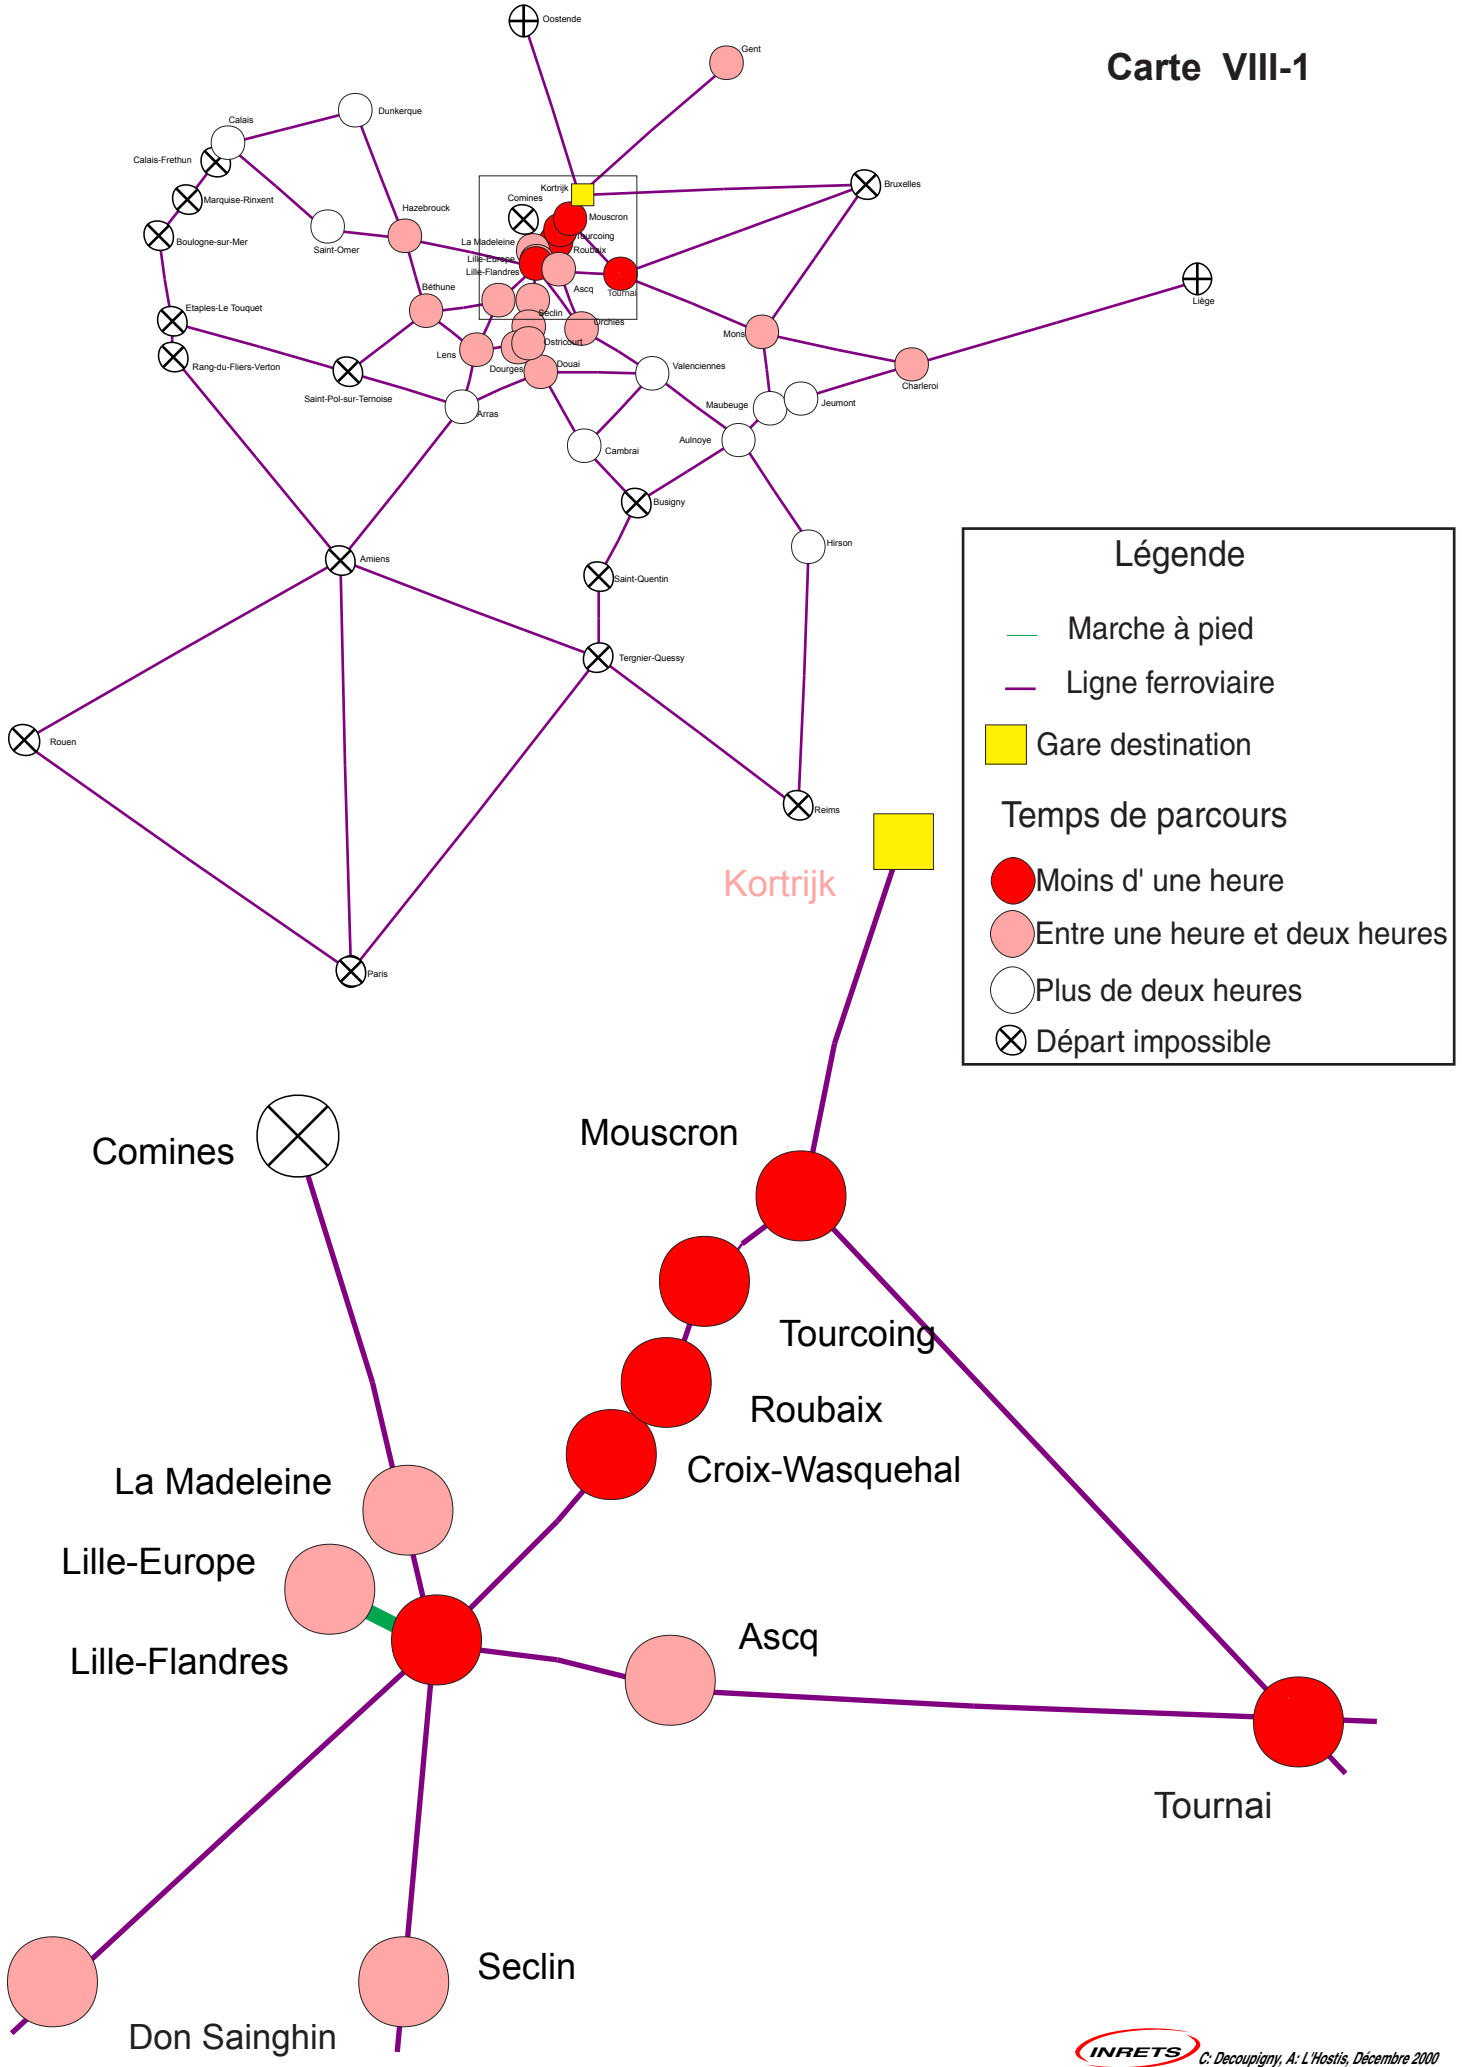 Oostende
Gent
Carte VIII-1
Dunkerque
Calais
Calais-Frethun
Bruxelles
Kortrijk
Marquise-Rinxent
Comines
Hazebrouck
Mouscron
Boulogne-sur-Mer
Tourcoing
La Madeleine
Saint-Omer
Roubaix
Lille-Europe
Lille-Flandres
Ascq
Béthune
Tournai
Liège
Etaples-Le Touquet
Seclin
Orchies
Mons
Ostricourt
Lens
Rang-du-Fliers-Verton
Dourges
Douai
Valenciennes
Charleroi
Saint-Pol-sur-Ternoise
Maubeuge
Jeumont
Arras
Aulnoye
Cambrai
Busigny
Hirson
Amiens
Saint-Quentin
Tergnier-Quessy
Rouen
Reims
Paris
Légende
Marche à pied
Ligne ferroviaire
Gare destination
Temps de parcours
Moins d' une heure
Entre une heure et deux heures
Plus de deux heures
Départ impossible
Kortrijk
Mouscron
Comines
Tourcoing
Roubaix
Croix-Wasquehal
La Madeleine
Lille-Europe
Ascq
Lille-Flandres
Tournai
Seclin
Don Sainghin
INRETS
C: Decoupigny, A: L'Hostis, Décembre 2000